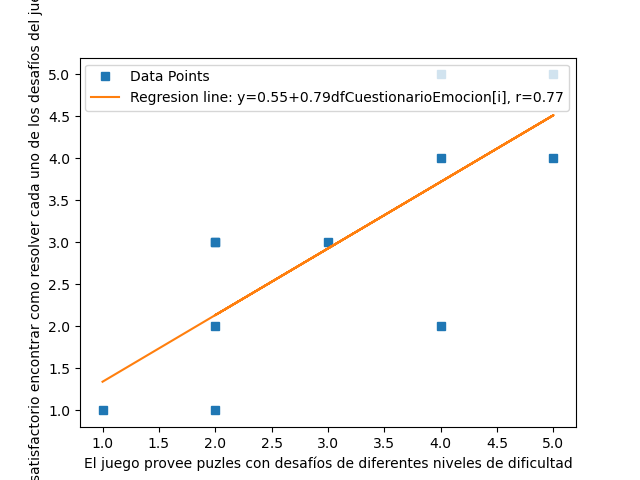 Data Points
Regresion line: y=0.55+0.79dfCuestionarioEmocion[i], r=0.77
5.0
4.5
4.0
3.5
3.0
2.5
2.0
1.5
1.0
satisfactorio encontrar como resolver cada uno de los desafíos del
1.0 1.5 2.0 2.5 3.0 3.5 4.0 4.5 5.0
El juego provee puzles con desafíos de diferentes niveles de dificultad